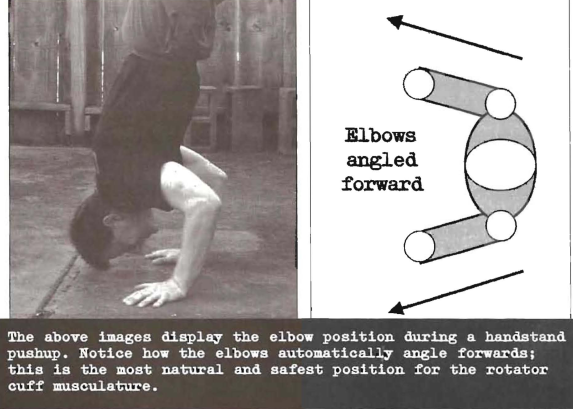 Elbows
angled
forward
The above images display the elbow position during a handstand
pushup. Notice how the elbows automatically angle forwards;
this is the most natural and safest position for the rotator
cuff musculature.